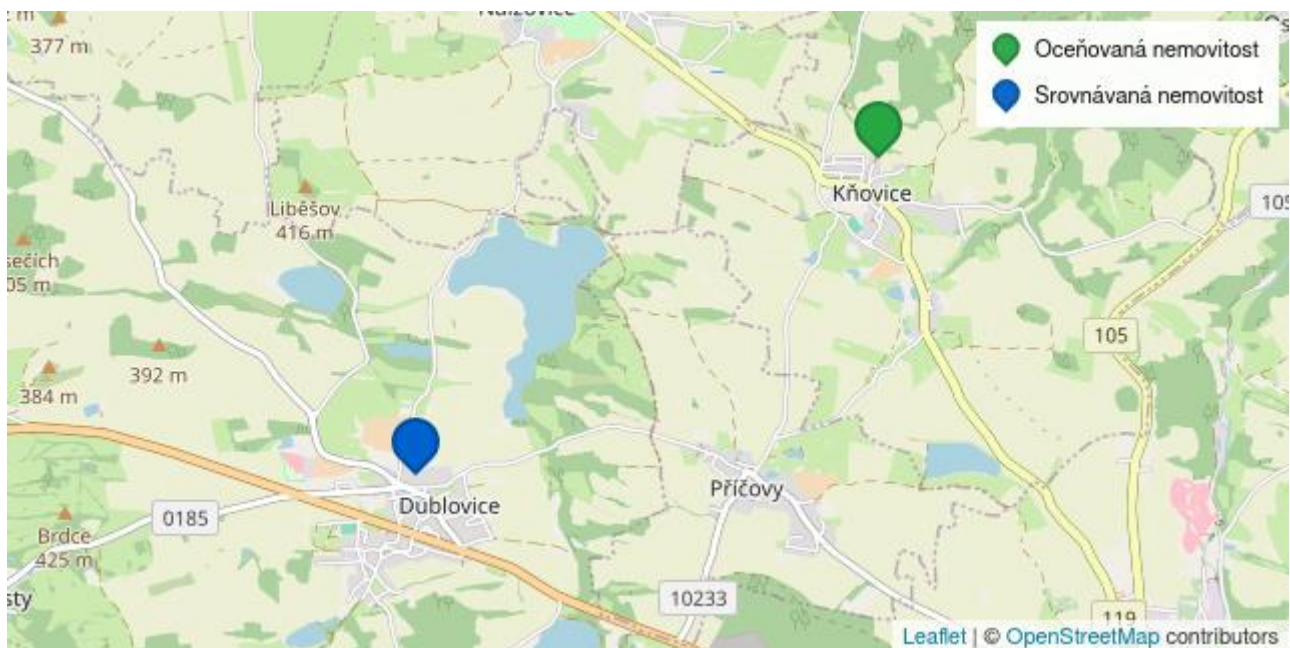 377 m
Oceňovaná nemovitost
Srovnávaná nemovitost
Kňovice
Liběšov
416 m
105
392 m
384 m
Příčovy
Dublovice
0185
Brdce
425 m
10233
119
Leaflet | © OpenStreetMap contributors